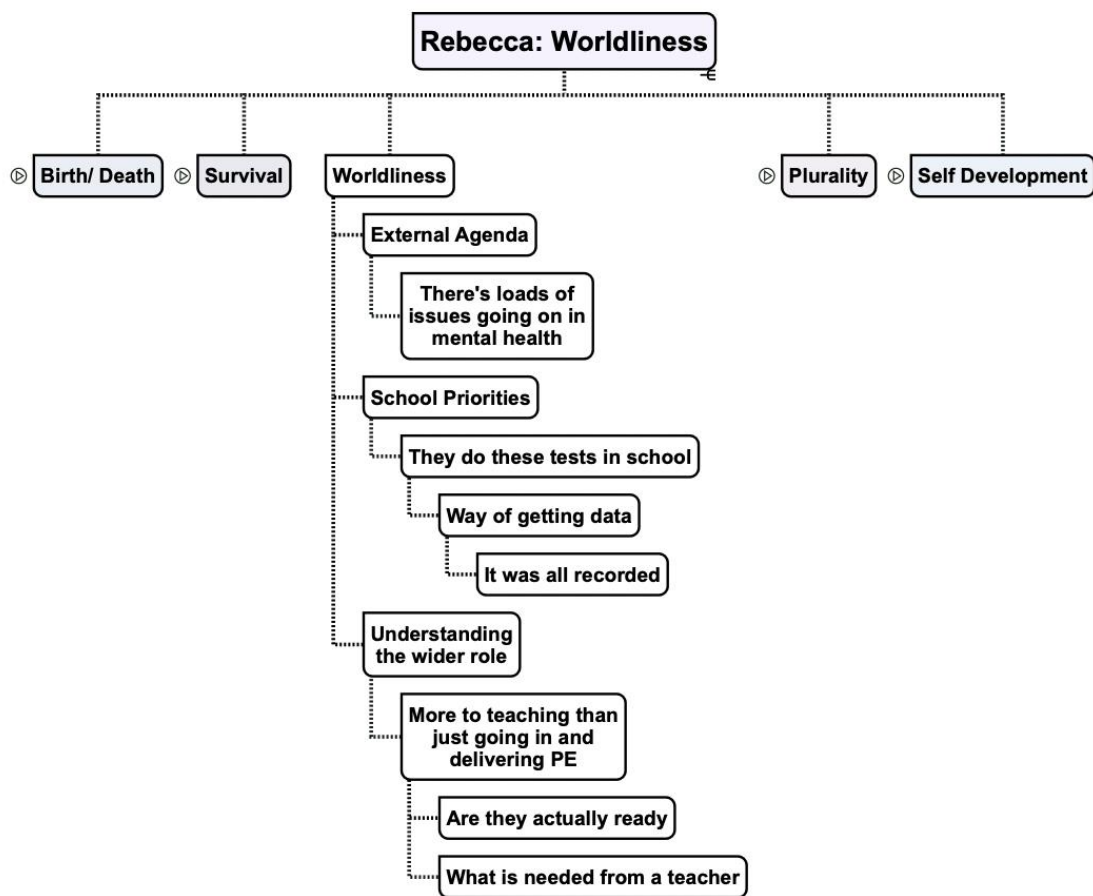 Rebecca: Worldliness
Birth/ Death
Survival
Worldliness
Plurality
Self Development
External Agenda
There's loads of
issues going on in
mental health
School Priorities
They do these tests in school
Way of getting data
It was all recorded
Understanding
the wider role
More to teaching than
just going in and
delivering PE
Are they actually ready
What is needed from a teacher